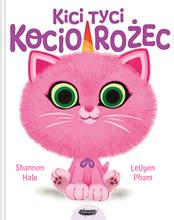 Kici Tyci
Kocio Rożec
Shannon
Hale
LeUyen
Pham